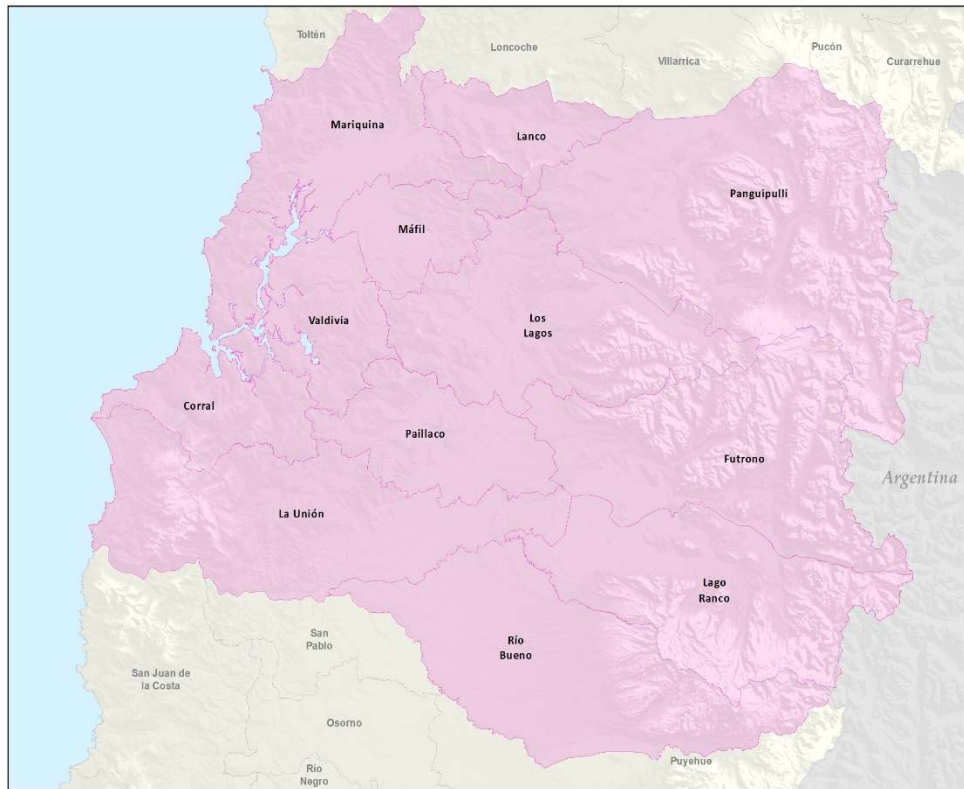 Toltén
Loncoche
Pucón
Villarrica
Curarrehue
Mariquina
Lanco
Panguipulli
Máfil
Valdivia
Los
Lagos
Corral
Paillaco
Futrono
Argentina
La Unión
Lago
Ranco
Río
Bueno
San
Pablo
San Juan de
la Costa
Osorno
Puyehue
Río
Negro